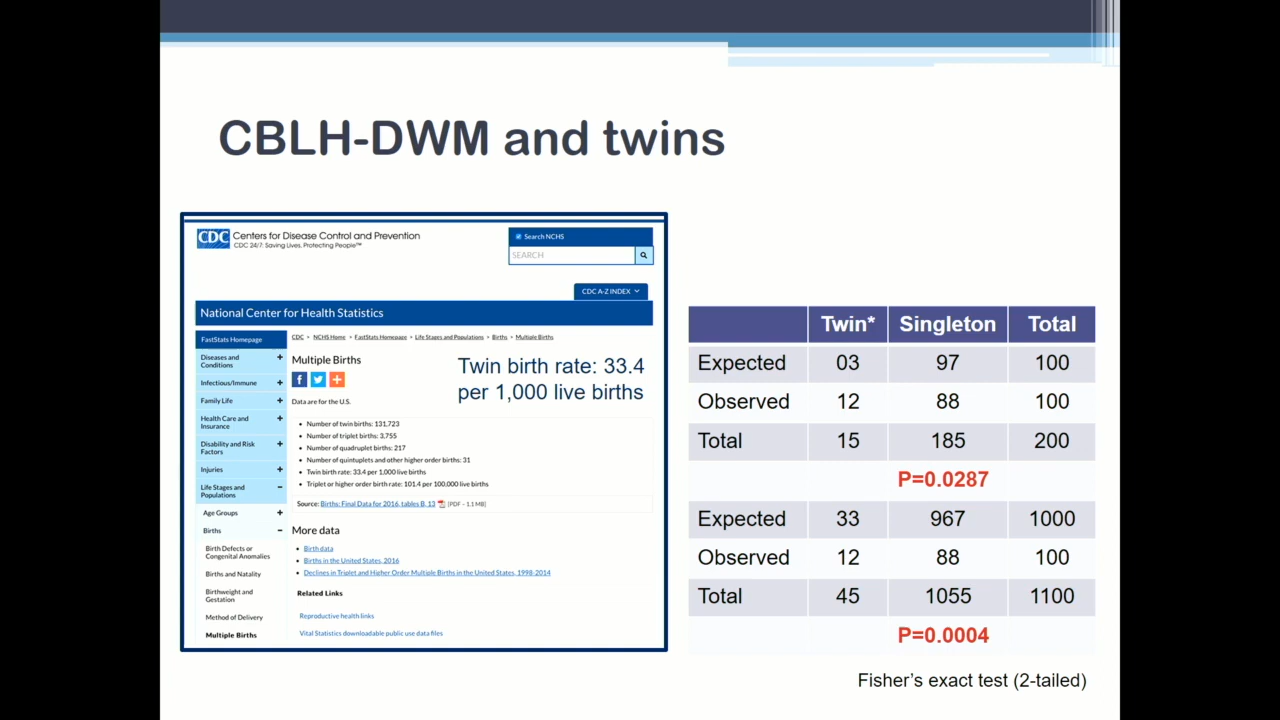 CBLH-DWM and twins
CDC Centers for Disease Control and Prevention
CDC 24/7: Saving Lives, Protecting People™
Search NCHS
SEARCH
CDC A-Z INDEX
National Center for Health Statistics
FastStats Homepage
Diseases and
Conditions
Infectious/Immune
Family Life
Health Care and
Insurance
Disability and Risk
Factors
Injuries
Life Stages and
Populations
Age Groups
Births
Birth Defects or
Congenital Anomalies
Births and Natality
Birthweight and
Gestation
Method of Delivery
Multiple Births
CDC • NCHS Home • FastStats Homepage • Life Stages and Populations • Births • Multiple Births
Multiple Births
Data are for the U.S.
Twin birth rate: 33.4
per 1,000 live births
• Number of twin births: 131,723
• Number of triplet births: 3,755
• Number of quadruplet births: 217
• Number of quintuplets and other higher order births: 31
• Twin birth rate: 33.4 per 1,000 live births
• Triplet or higher order birth rate: 101.4 per 100,000 live births
Source: Births: Final Data for 2016, tables B, 13 [PDF - 1.1 MB]
More data
• Birth data
• Births in the United States, 2016
• Declines in Triplet and Higher Order Multiple Births in the United States, 1998-2014
Related Links
Reproductive health links
Vital Statistics downloadable public use data files
Twin* Singleton Total
Expected 03 97 100
Observed 12 88 100
Total 15 185 200
P=0.0287
Expected 33 967 1000
Observed 12 88 100
Total 45 1055 1100
P=0.0004
Fisher's exact test (2-tailed)